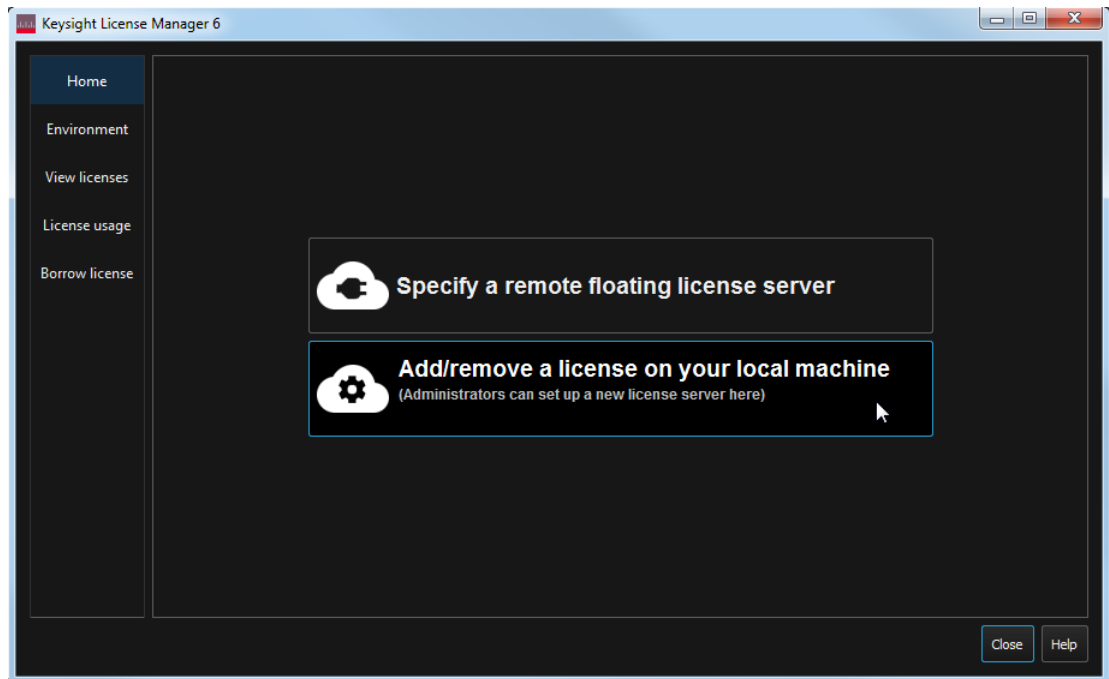 Keysight License Manager 6
Home
Environment
View licenses
License usage
Borrow license
Specify a remote floating license server
Add/remove a license on your local machine
(Administrators can set up a new license server here)
Close
Help